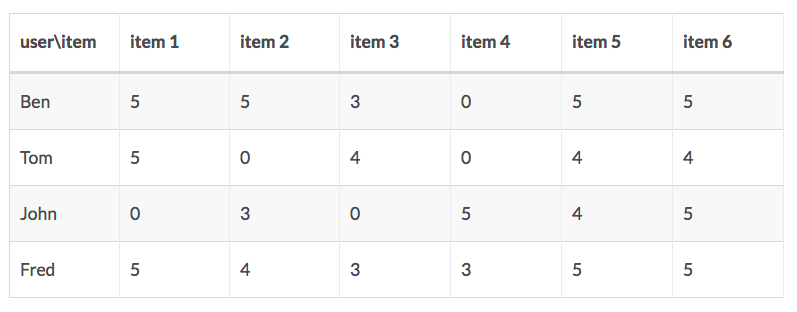 user\item item 1 item 2 item 3 item 4 item 5 item 6
Ben 5 5 3 0 5 5
Tom 5 0 4 0 4 4
John 0 3 0 5 4 5
Fred 5 4 3 3 5 5